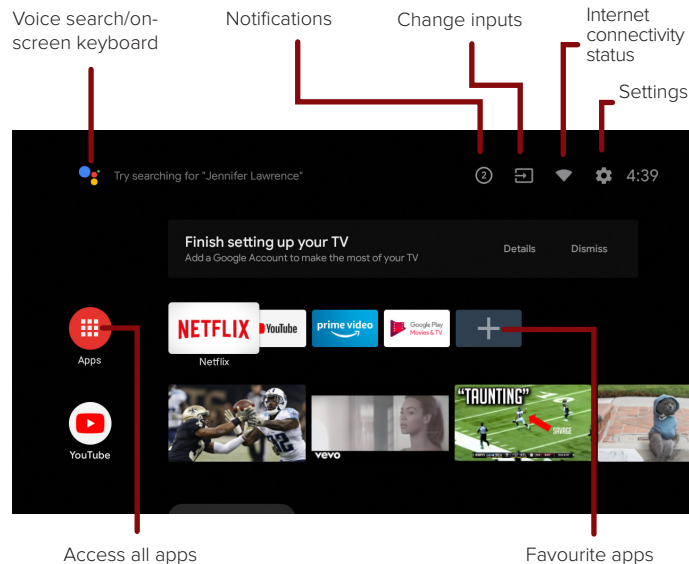 Voice search/on-
screen keyboard
Notifications
Change inputs
Internet
connectivity
status
Settings
Try searching for "Jennifer Lawrence"
2
4:39
Finish setting up your TV
Add a Google Account to make the most of your TV
Details
Dismiss
NETFLIX
YouTube
prime video
Google Play
Movies & TV
Apps
Netflix
"TAUNTING"
SAVAGE
vevo
YouTube
32
Access all apps
Favourite apps